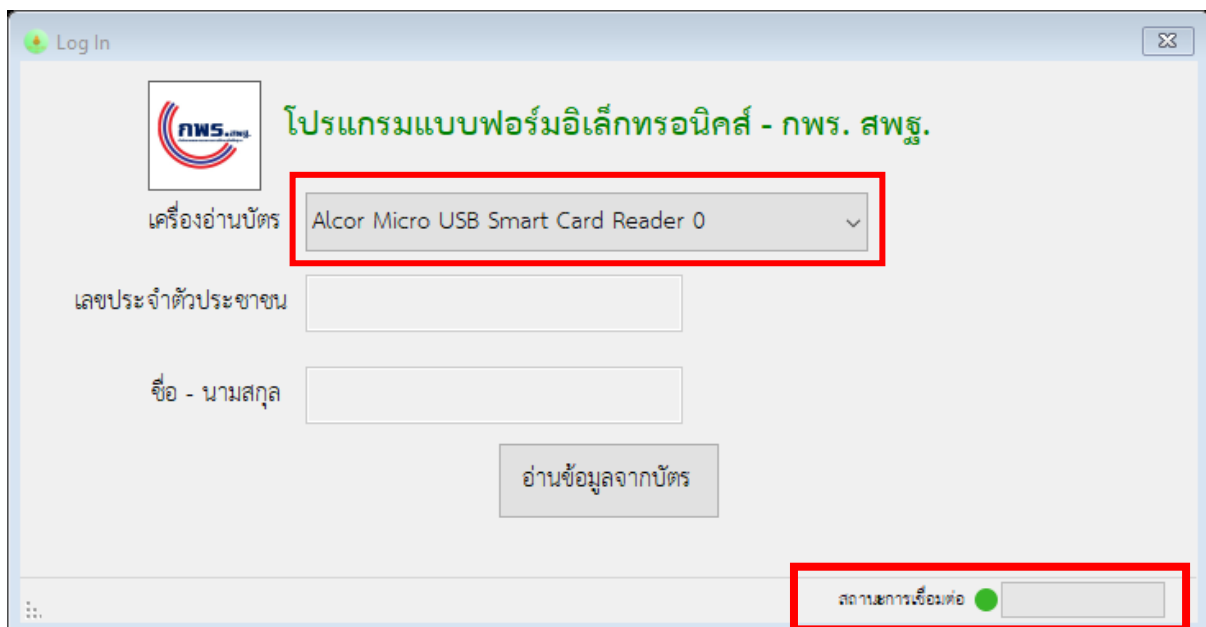 Log In
กพร.สพฐ.
โปรแกรมแบบฟอร์มอิเล็กทรอนิคส์ - กพร. สพฐ.
เครื่องอ่านบัตร Alcor Micro USB Smart Card Reader 0
เลขประจำตัวประชาชน
ชื่อ - นามสกุล
อ่านข้อมูลจากบัตร
สถานะการเชื่อมต่อ